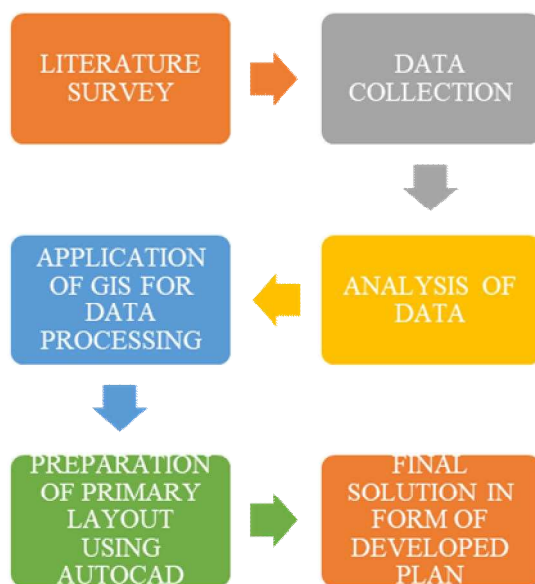 LITERATURE
SURVEY
DATA
COLLECTION
ANALYSIS OF
DATA
APPLICATION
OF GIS FOR
DATA
PROCESSING
PREPARATION
OF PRIMARY
LAYOUT
USING
AUTOCAD
FINAL
SOLUTION IN
FORM OF
DEVELOPED
PLAN